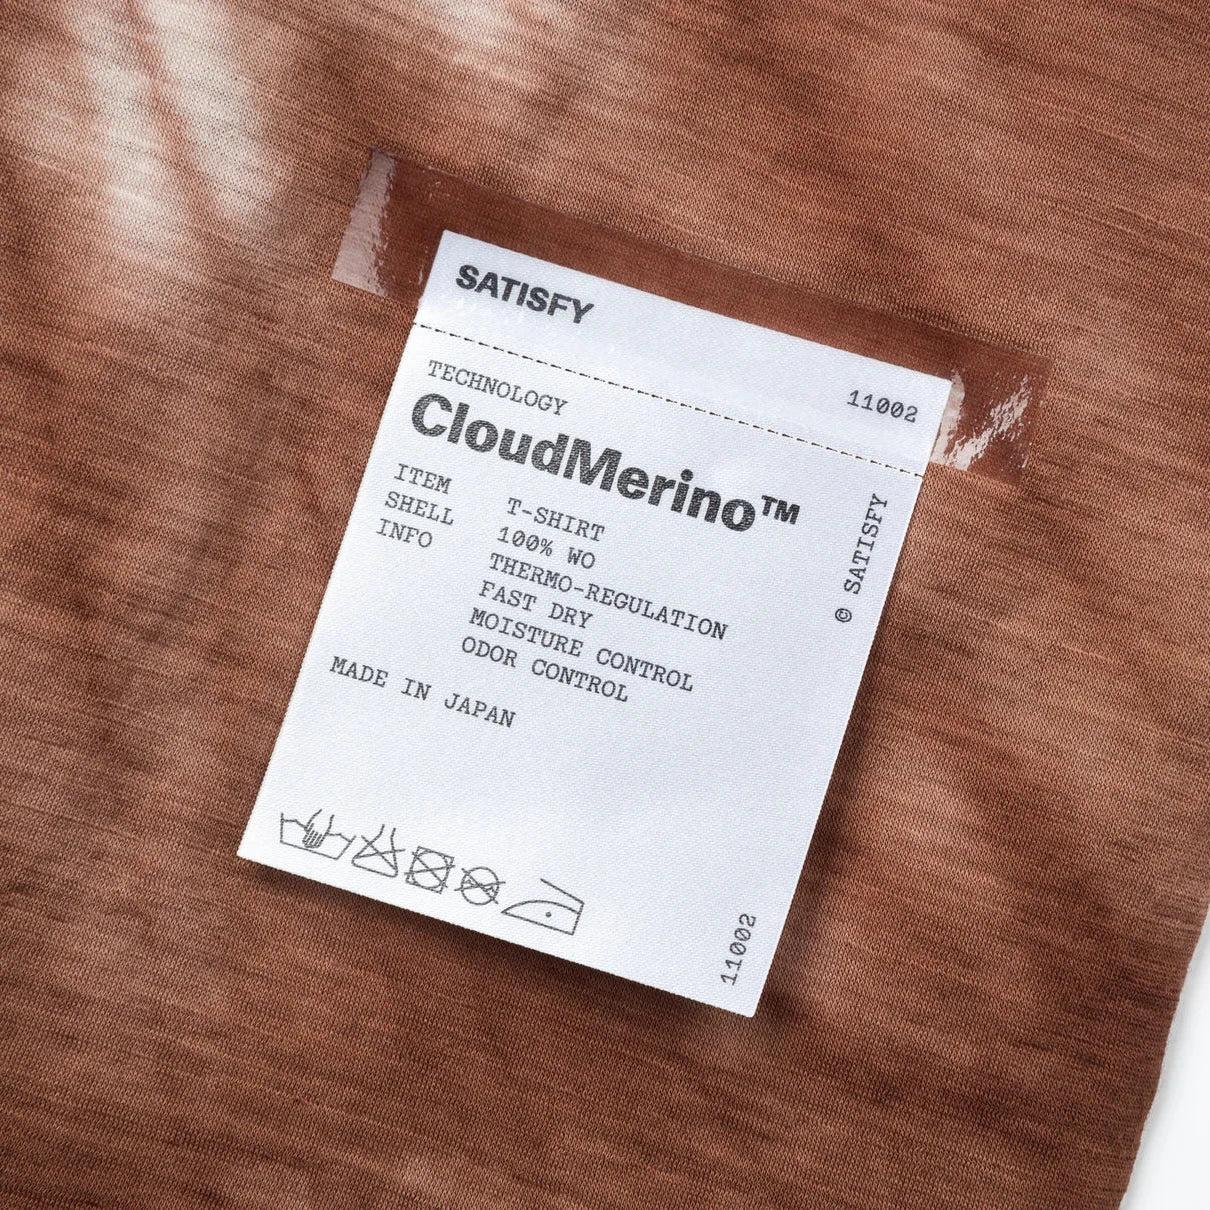 SATISFY
11002
TECHNOLOGY
CloudMerino™
ITEM T-SHIRT
SHELL 100% WO
INFO THERMO-REGULATION
FAST DRY
MOISTURE CONTROL
ODOR CONTROL
MADE IN JAPAN
© SATISFY
11002